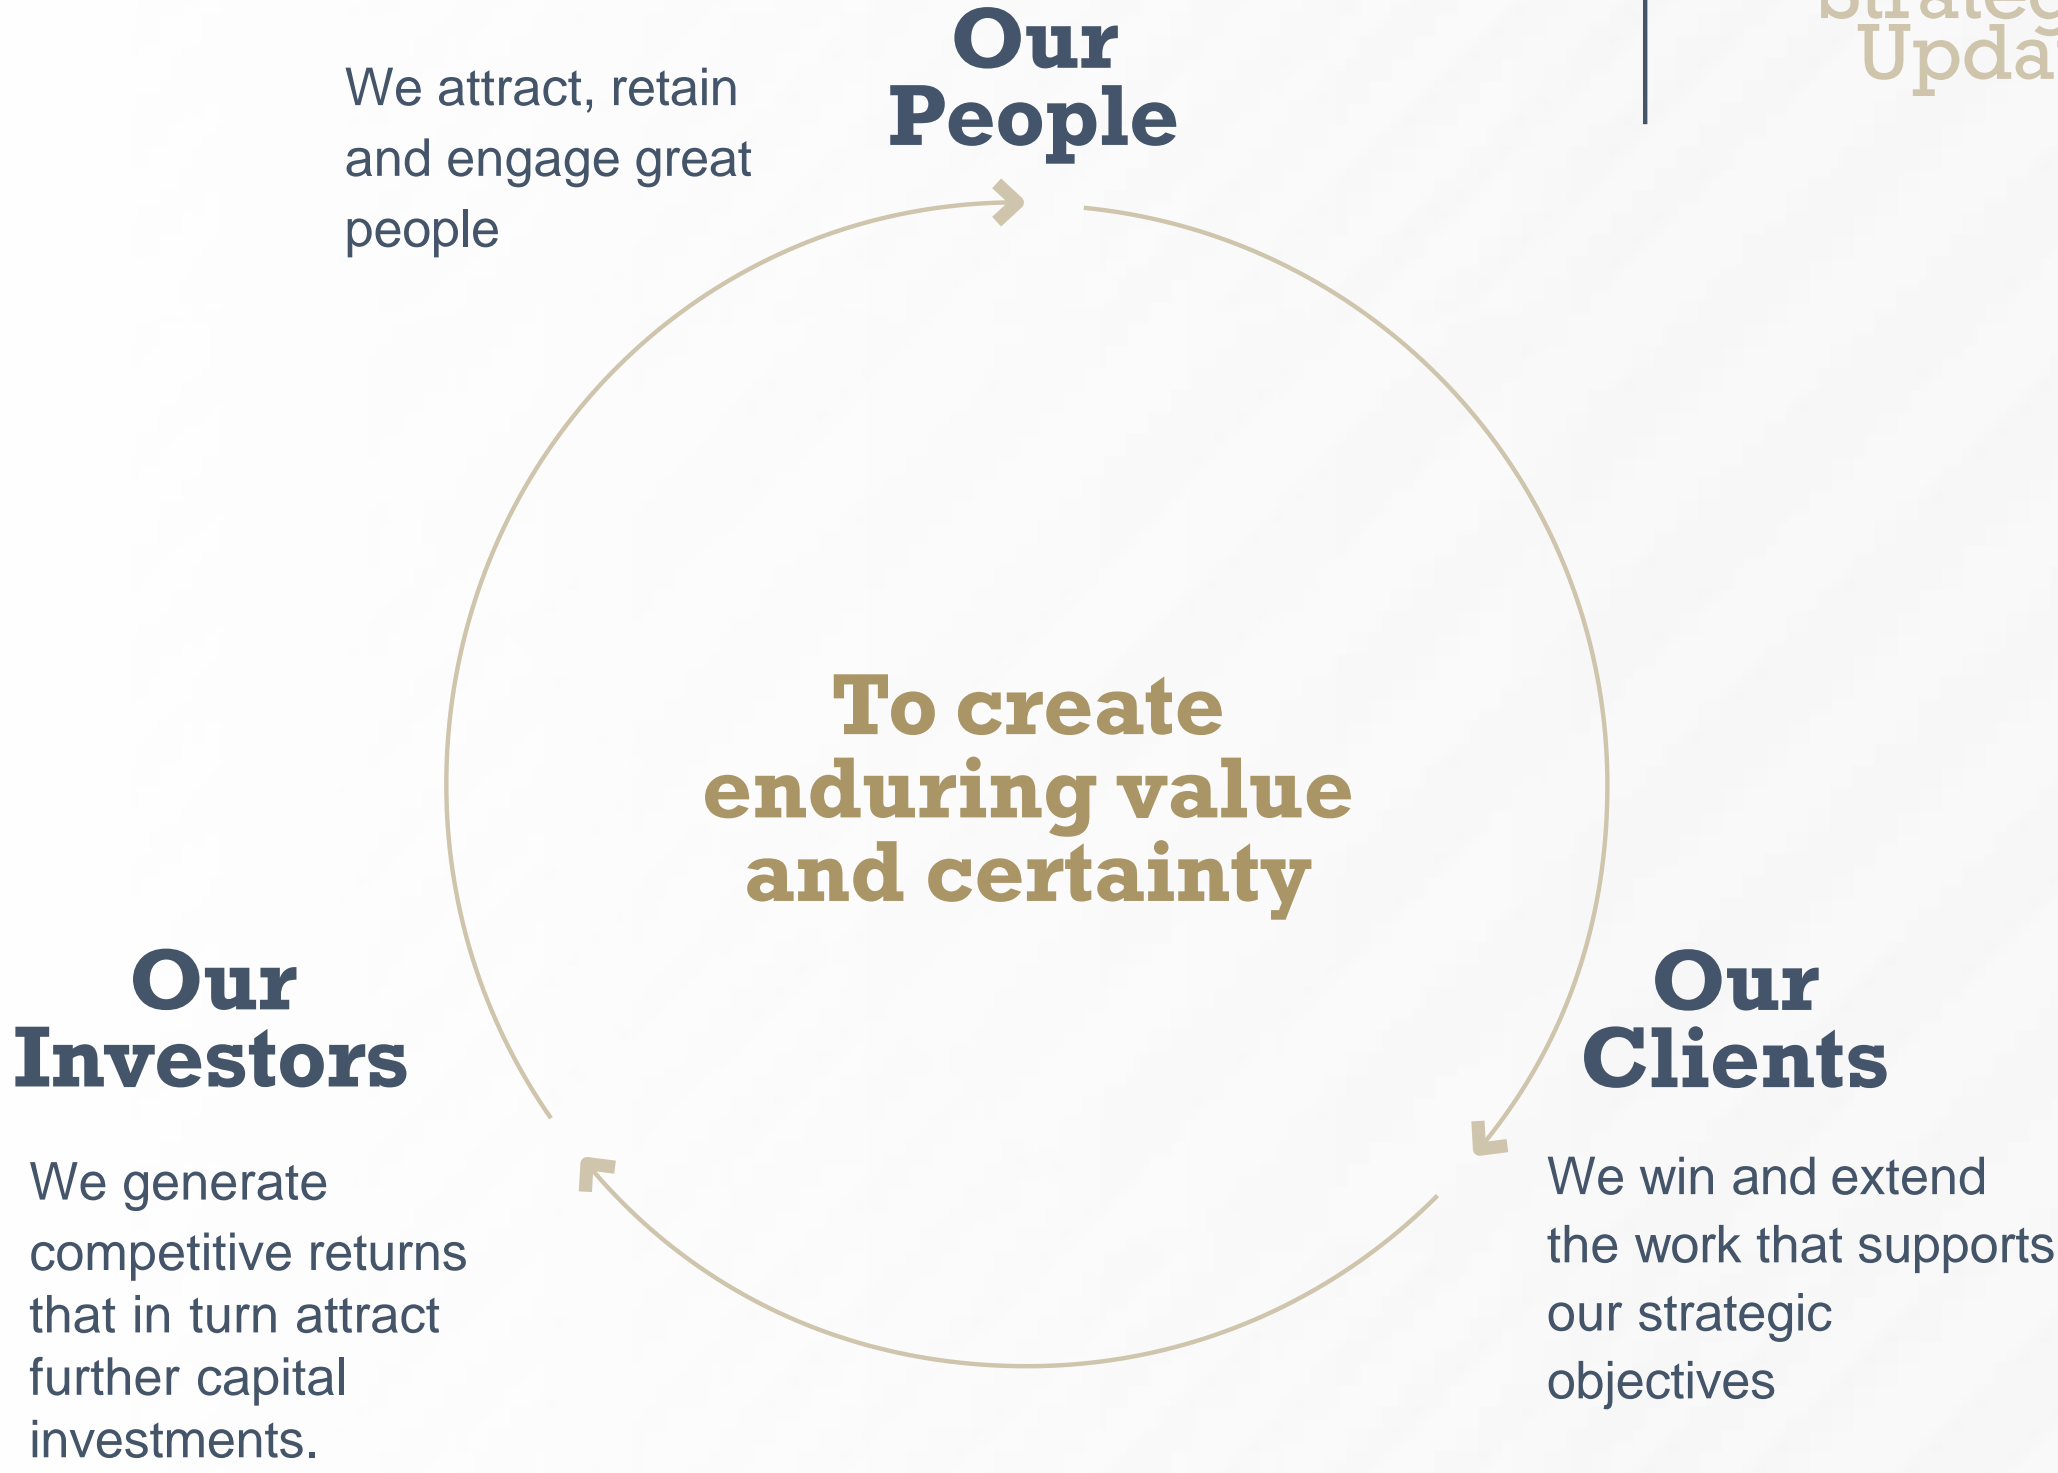 Our
People
We attract, retain
and engage great
people
To create
enduring value
and certainty
Our
Investors
We generate
competitive returns
that in turn attract
further capital
investments.
Our
Clients
We win and extend
the work that supports
our strategic
objectives